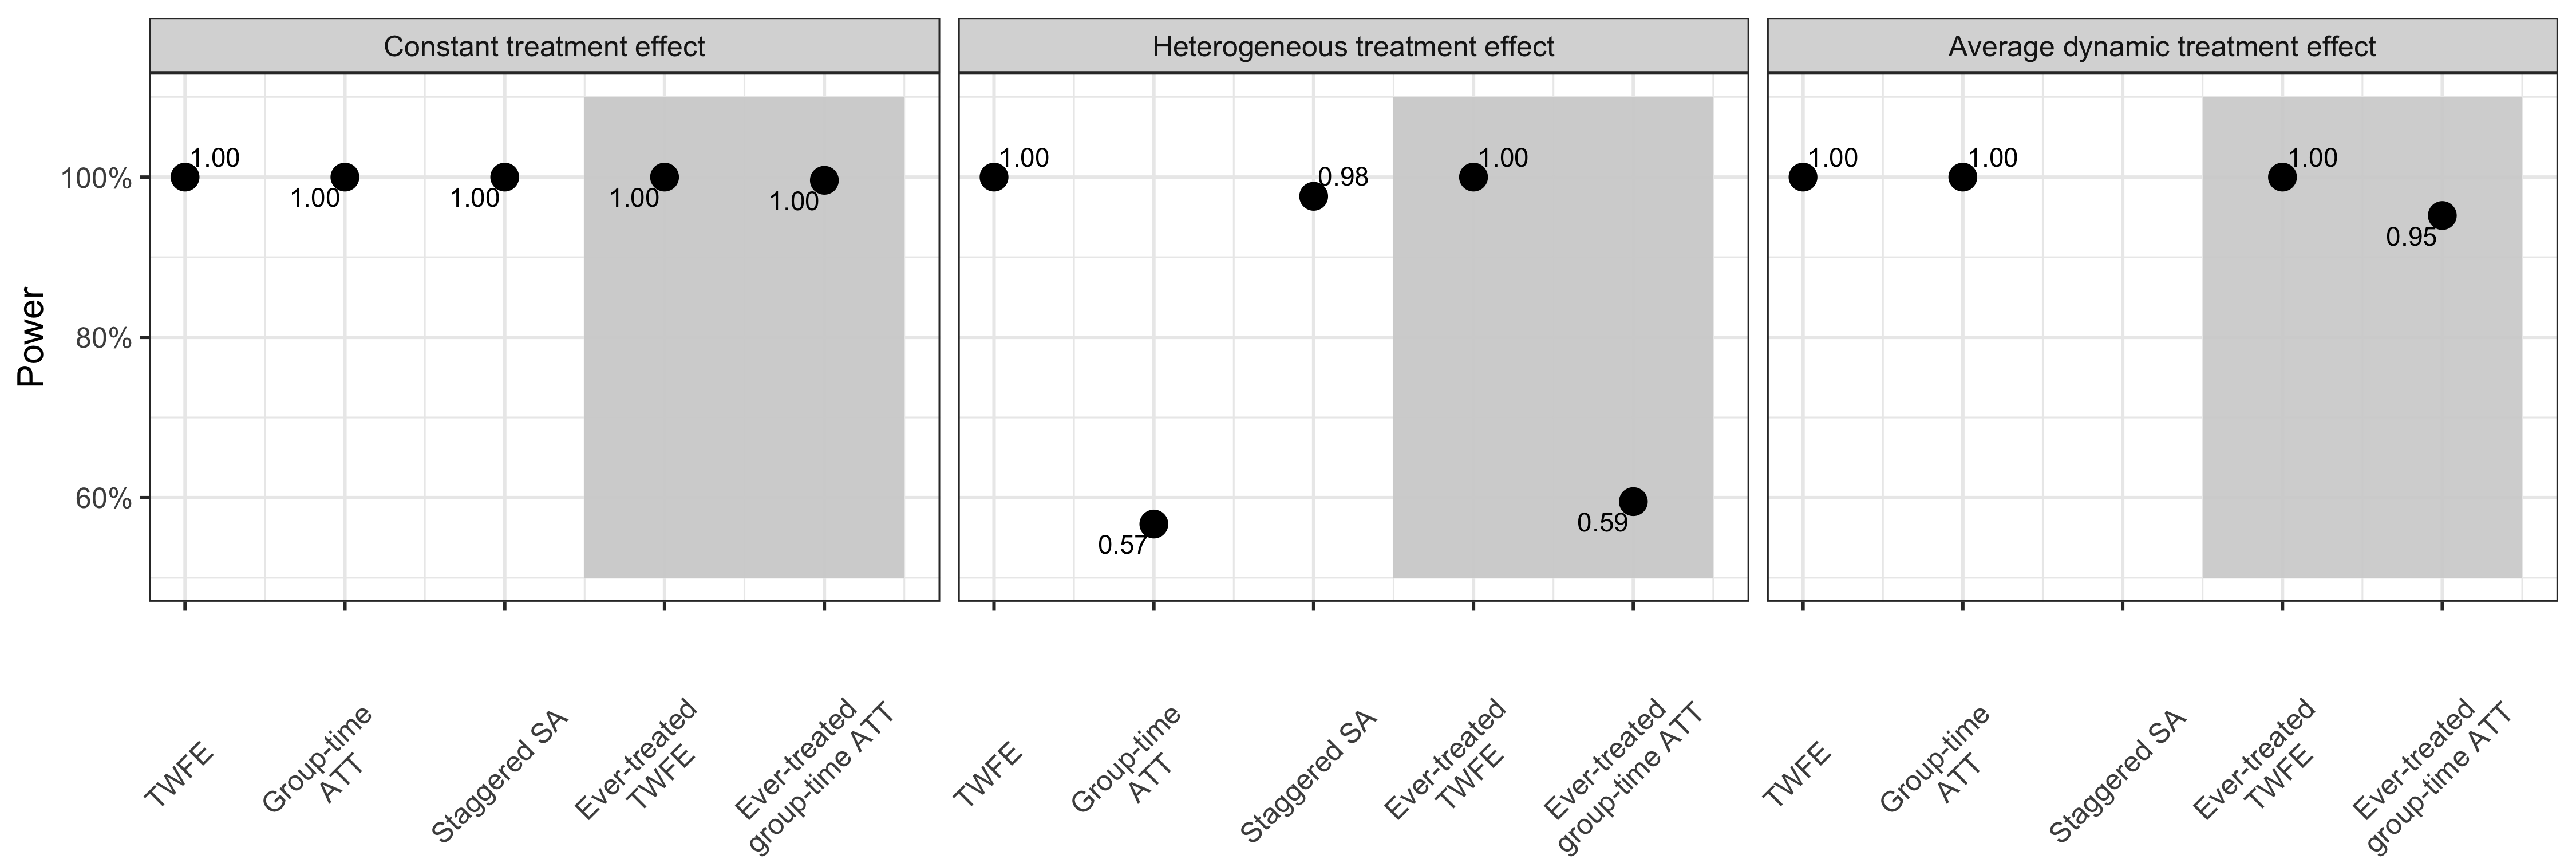 Constant treatment effect
Heterogeneous treatment effect
Average dynamic treatment effect
Power
100%
80%
60%
1.00
1.00
1.00
1.00
1.00
1.00
0.57
0.98
1.00
0.59
1.00
1.00
1.00
0.95
TWFE
Group-time
ATT
Staggered SA
Ever-treated
TWFE
Ever-treated
group-time ATT
TWFE
Group-time
ATT
Staggered SA
Ever-treated
TWFE
Ever-treated
group-time ATT
TWFE
Group-time
ATT
Staggered SA
Ever-treated
TWFE
Ever-treated
group-time ATT